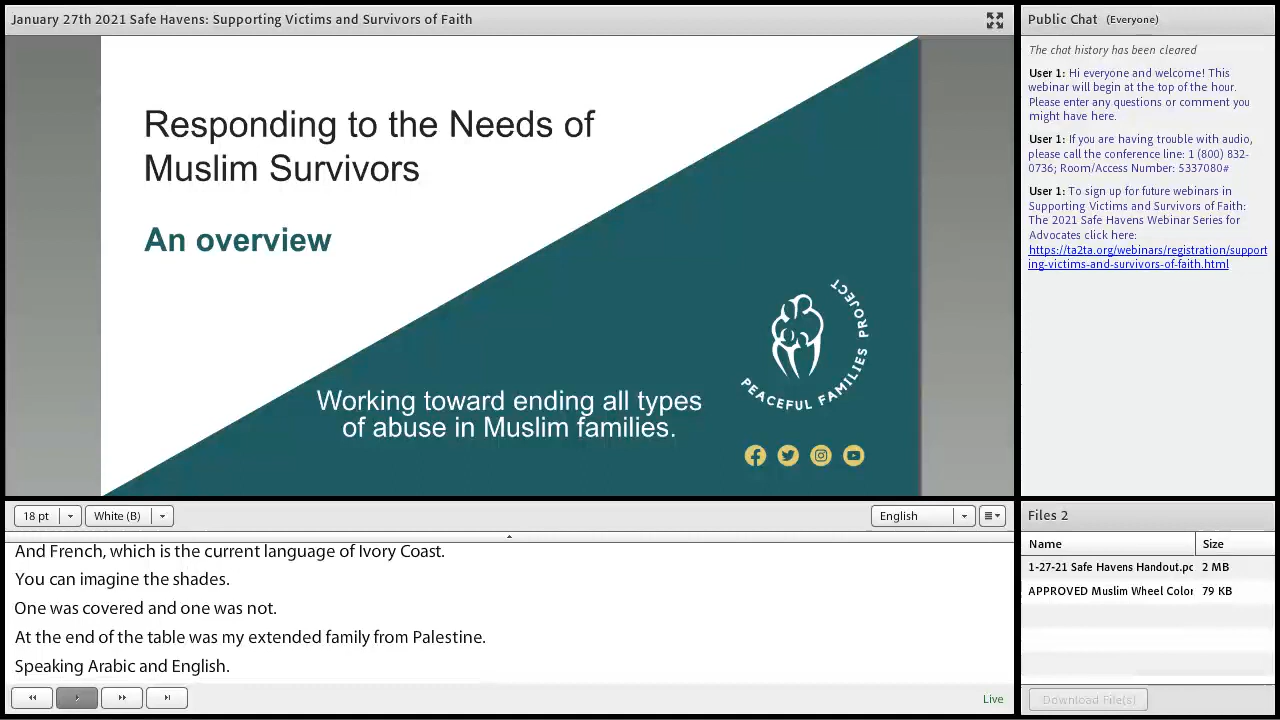 January 27th 2021 Safe Havens: Supporting Victims and Survivors of Faith
Responding to the Needs of
Muslim Survivors
An overview
Working toward ending all types
of abuse in Muslim families.
PEACEFUL FAMILIES PROJECT
18 pt
White (B)
English
And French, which is the current language of Ivory Coast.
You can imagine the shades.
One was covered and one was not.
At the end of the table was my extended family from Palestine.
Speaking Arabic and English.
Live
Public Chat (Everyone)
The chat history has been cleared
User 1: Hi everyone and welcome! This
webinar will begin at the top of the hour.
Please enter any questions or comment you
might have here.
User 1: If you are having trouble with audio,
please call the conference line: 1 (800) 832-
0736; Room/Access Number: 5337080#
User 1: To sign up for future webinars in
Supporting Victims and Survivors of Faith:
The 2021 Safe Havens Webinar Series for
Advocates click here:
https://ta2ta.org/webinars/registration/support
ing-victims-and-survivors-of-faith.html
Files 2
Name Size
1-27-21 Safe Havens Handout.pc 2 MB
APPROVED Muslim Wheel Color 79 KB
Download File(s)